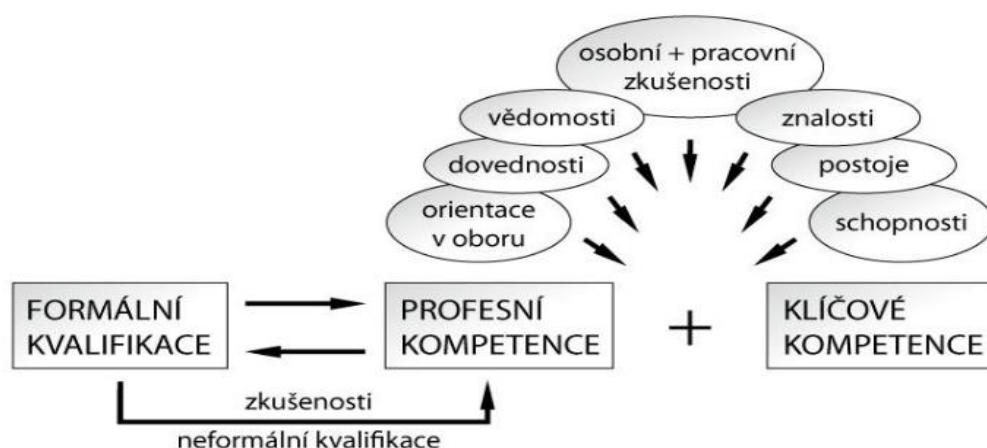 osobní + pracovní
zkušenosti
vědomosti
znalosti
dovednosti
postoje
orientace
v oboru
schopnosti
FORMÁLNÍ
KVALIFIKACE
PROFESNÍ
KOMPETENCE
+
KLÍČOVÉ
KOMPETENCE
zkušenosti
neformální kvalifikace